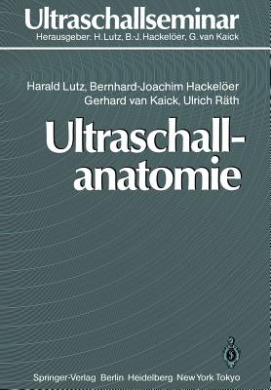 Ultraschallseminar
Herausgeber: H. Lutz, B.-J. Hackelöer, G. van Kaick
Harald Lutz, Bernhard-Joachim Hackelöer,
Gerhard van Kaick, Ulrich Räth
Ultraschall-
anatomie
Springer-Verlag Berlin Heidelberg New York Tokyo